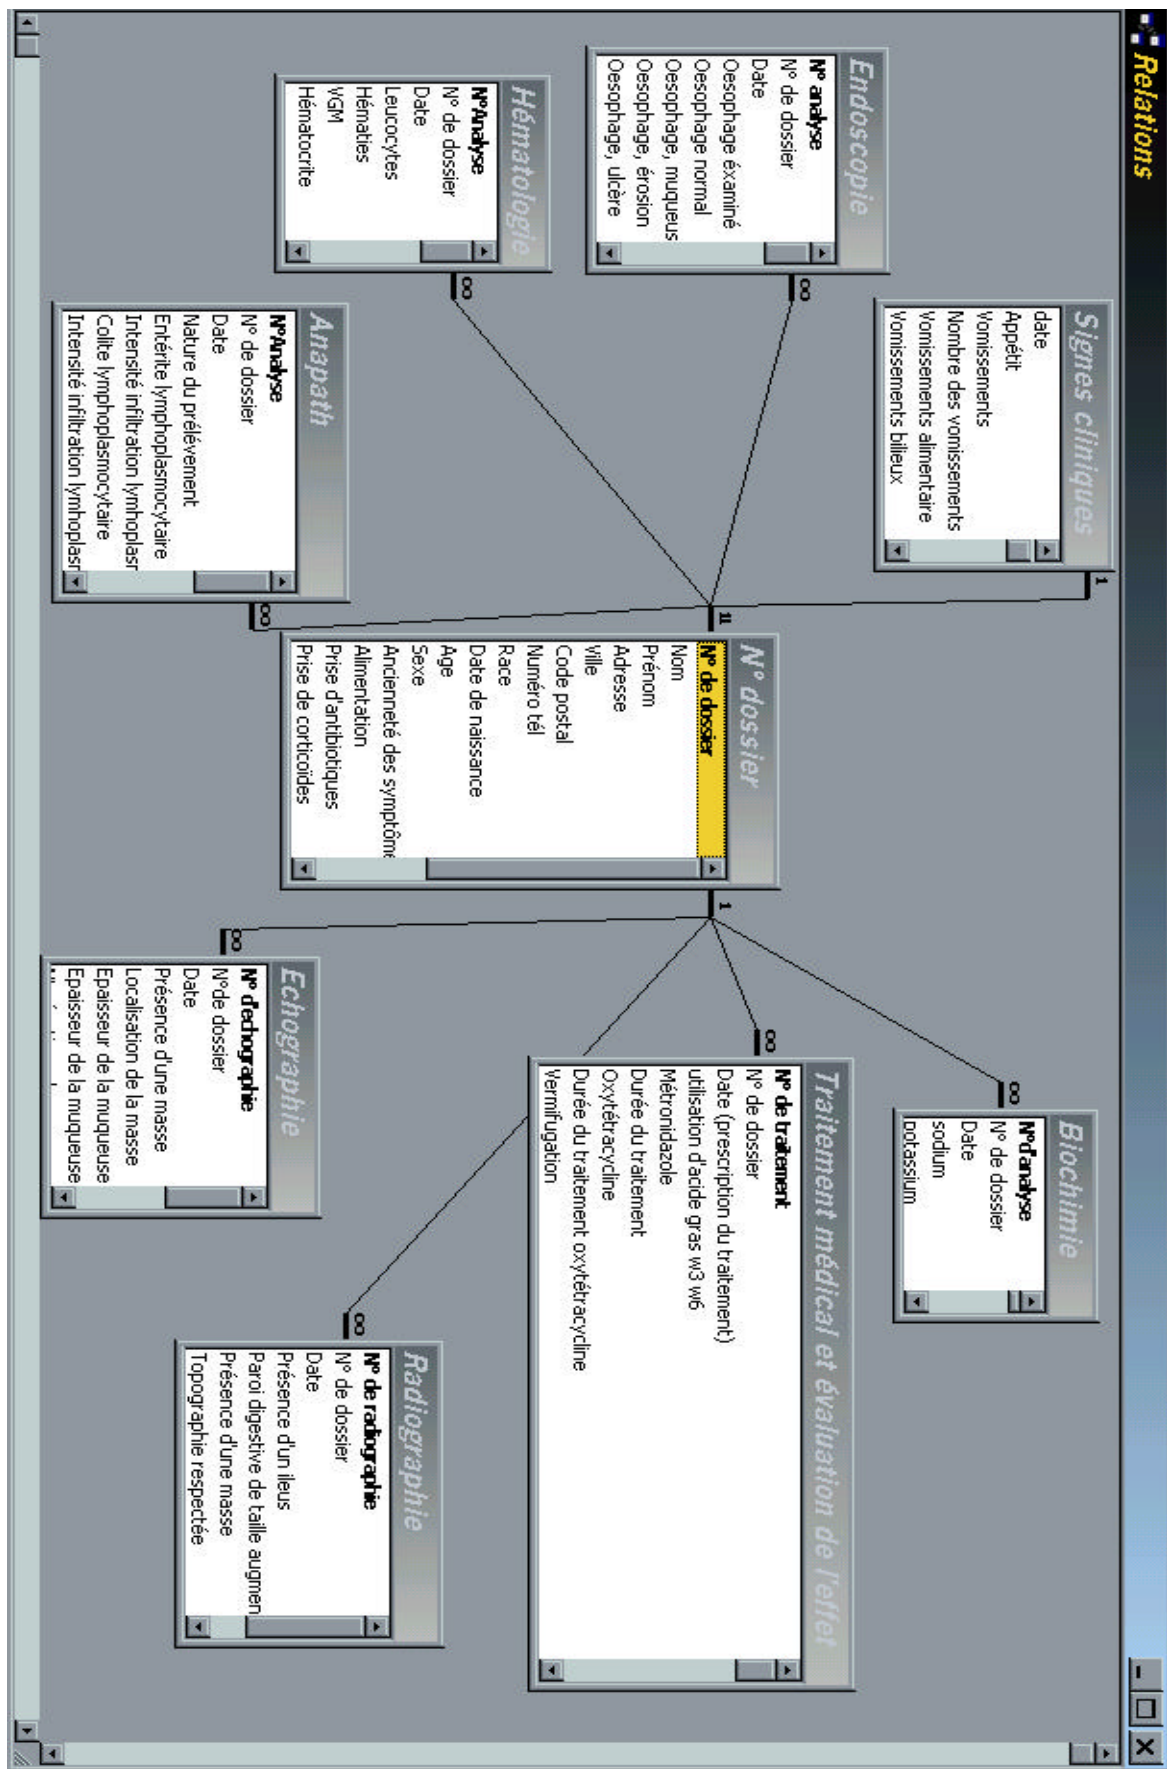 Relations
Signes cliniques
date
Appétit
Vomissements
Nombre des vomissements
Vomissements alimentaire
Vomissements bilieux
1
Endoscopie
N° analyse
N° de dossier
Date
Oesophage éxaminé
Oesophage normal
Oesophage, muqueus
Oesophage, érosion
Oesophage, ulcère
∞
Hématologie
N°Analyse
N° de dossier
Date
Leucocytes
Hématies
VGM
Hématocrite
∞
Anapath
N°Analyse
N° de dossier
Date
Nature du prélévement
Entérite lymphoplasmocytaire
Intensité infiltration lymhoplasr
Colite lymphoplasmocytaire
Intensité infiltration lymhoplasr
∞
N° dossier
N° de dossier
Nom
Prénom
Adresse
Ville
Code postal
Numéro tél
Race
Date de naissance
Age
Sexe
Ancienneté des symptôme
Alimentation
Prise d'antibiotiques
Prise de corticoïdes
1
Biochimie
N°d'analyse
N° de dossier
Date
sodium
potassium
∞
Traitement médical et évaluation de l'effet
N° de traitement
N° de dossier
Date (prescription du traitement)
utilisation d'acide gras w3 w6
Métronidazole
Durée du traitement
Oxytétracycline
Durée du traitement oxytétracycline
Vermifugation
∞
Echographie
N° d'echographie
N°de dossier
Date
Présence d'une masse
Localisation de la masse
Epaisseur de la muqueuse
Epaisseur de la muqueuse
∞
Radiographie
N° de radiographie
N° de dossier
Date
Présence d'un ileus
Paroi digestive de taille augmen
Présence d'une masse
Topographie respectée
∞